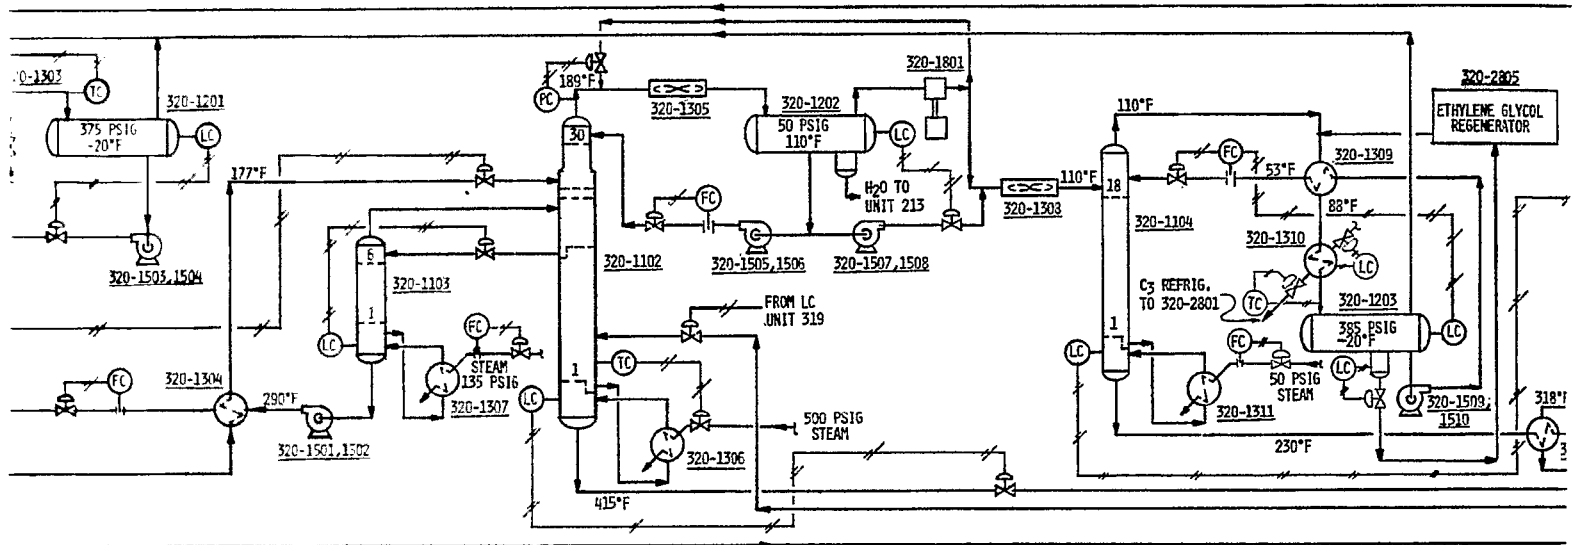 320-1201
TC
375 PSIG
-20°F
LC
320-1503,1504
177°F
6
320-1103
1
LC
FC
STEAM
135 PSIG
320-1307
FC
320-1304
290°F
320-1501,1502
PC
189°F
320-1305
30
320-1102
1
LC
415°F
320-1202
50 PSIG
110°F
LC
H2O TO
UNIT 213
320-1801
FC
320-1505,1506
320-1507,1508
FROM LC
UNIT 319
TC
500 PSIG
STEAM
320-1306
110°F
320-1308
110°F
18
320-1104
1
LC
230°F
FC
53°F
320-1309
88°F
320-1310
LC
TC
C3 REFRIG.
TO 320-2801
320-1203
385 PSIG
-20°F
LC
LC
FC
50 PSIG
STEAM
320-1311
320-1509,
1510
320-2805
ETHYLENE GLYCOL
REGENERATOR
318°F